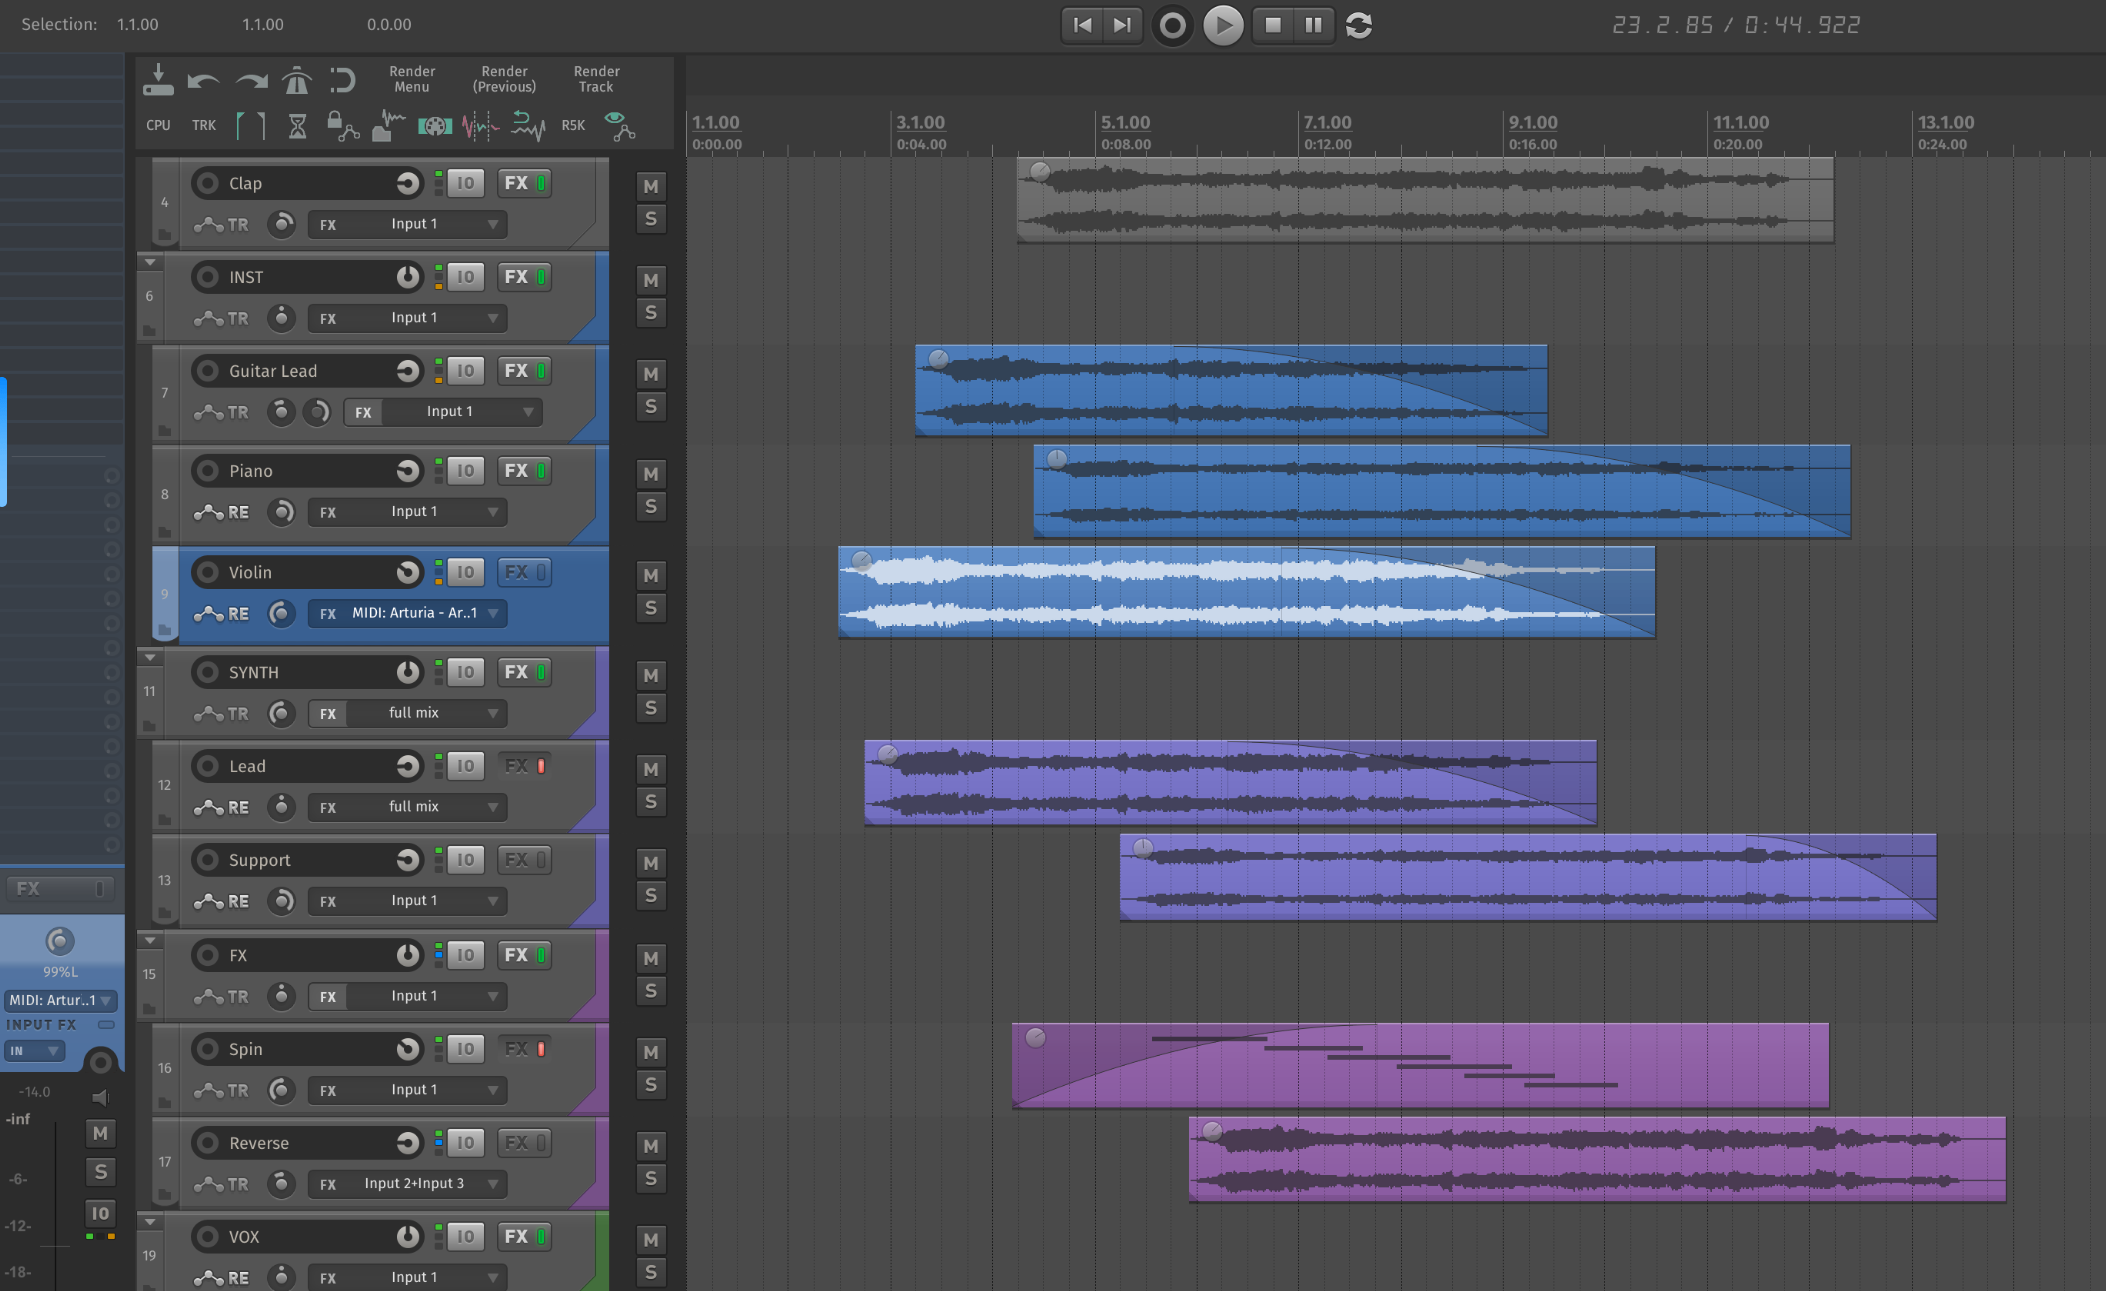 Selection: 1.1.00 1.1.00 0.0.00
23.2.85 / 0:44.922
Render Menu
Render (Previous)
Render Track
CPU TRK R5K
1.1.00 3.1.00 5.1.00 7.1.00 9.1.00 11.1.00 13.1.00
0:00.00 0:04.00 0:08.00 0:12.00 0:16.00 0:20.00 0:24.00
4 Clap IO FX M
TR FX Input 1 S
6 INST IO FX M
TR FX Input 1 S
7 Guitar Lead IO FX M
TR FX Input 1 S
8 Piano IO FX M
RE FX Input 1 S
9 Violin IO FX M
RE FX MIDI: Arturia - Ar..1 S
11 SYNTH IO FX M
TR FX full mix S
12 Lead IO FX M
RE FX full mix S
13 Support IO FX M
RE FX Input 1 S
15 FX IO FX M
TR FX Input 1 S
16 Spin IO FX M
TR FX Input 1 S
17 Reverse IO FX M
TR FX Input 2+Input 3 S
19 VOX IO FX M
RE FX Input 1 S
FX
99%L
MIDI: Artur..1
INPUT FX
IN
-14.0
-inf
M
S
-6-
IO
-12-
-18-